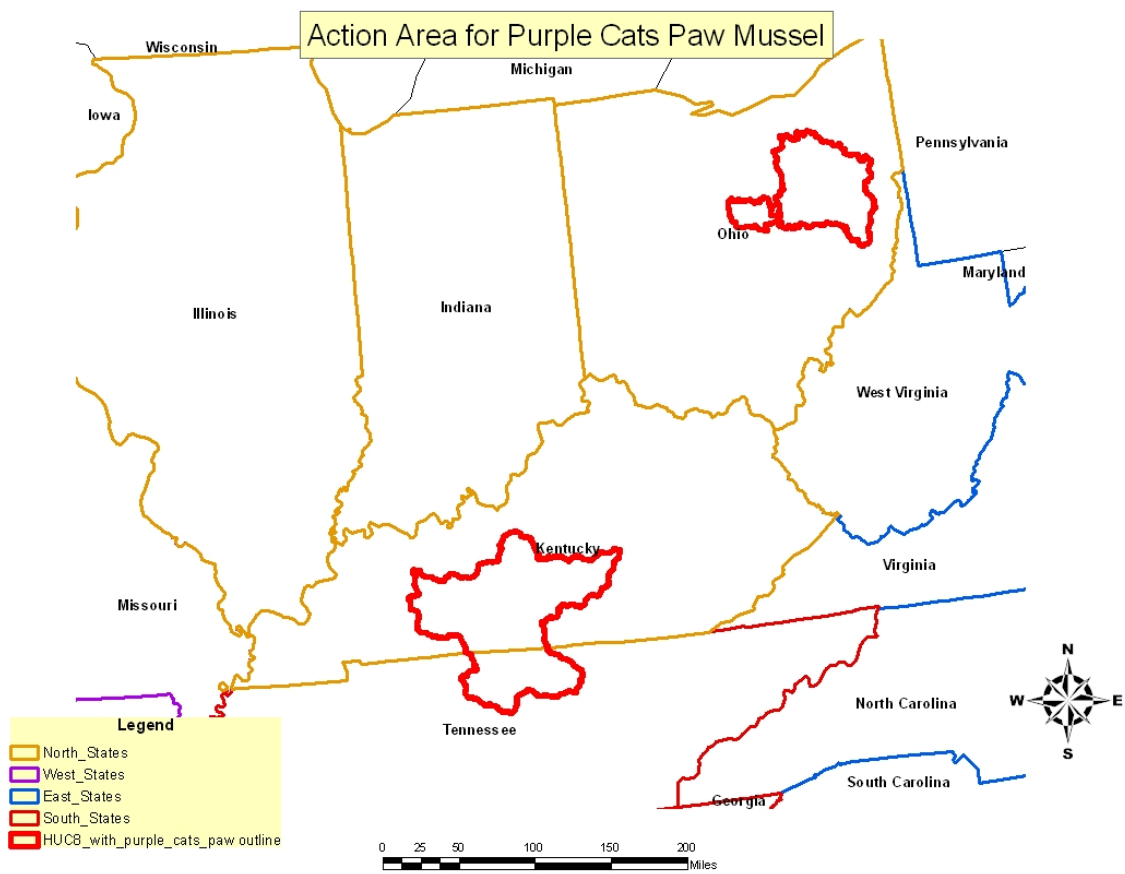 Action Area for Purple Cats Paw Mussel
Wisconsin
Michigan
Iowa
Pennsylvania
Ohio
Maryland
Illinois
Indiana
West Virginia
Kentucky
Virginia
Missouri
N
W
E
S
North Carolina
Tennessee
South Carolina
Georgia
Legend
North_States
West_States
East_States
South_States
HUC8_with_purple_cats_paw outline
0 25 50 100 150 200
Miles